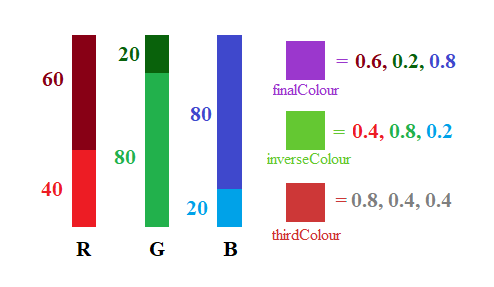 60
40
R
20
80
G
80
20
B
= 0.6, 0.2, 0.8
finalColour
= 0.4, 0.8, 0.2
inverseColour
= 0.8, 0.4, 0.4
thirdColour